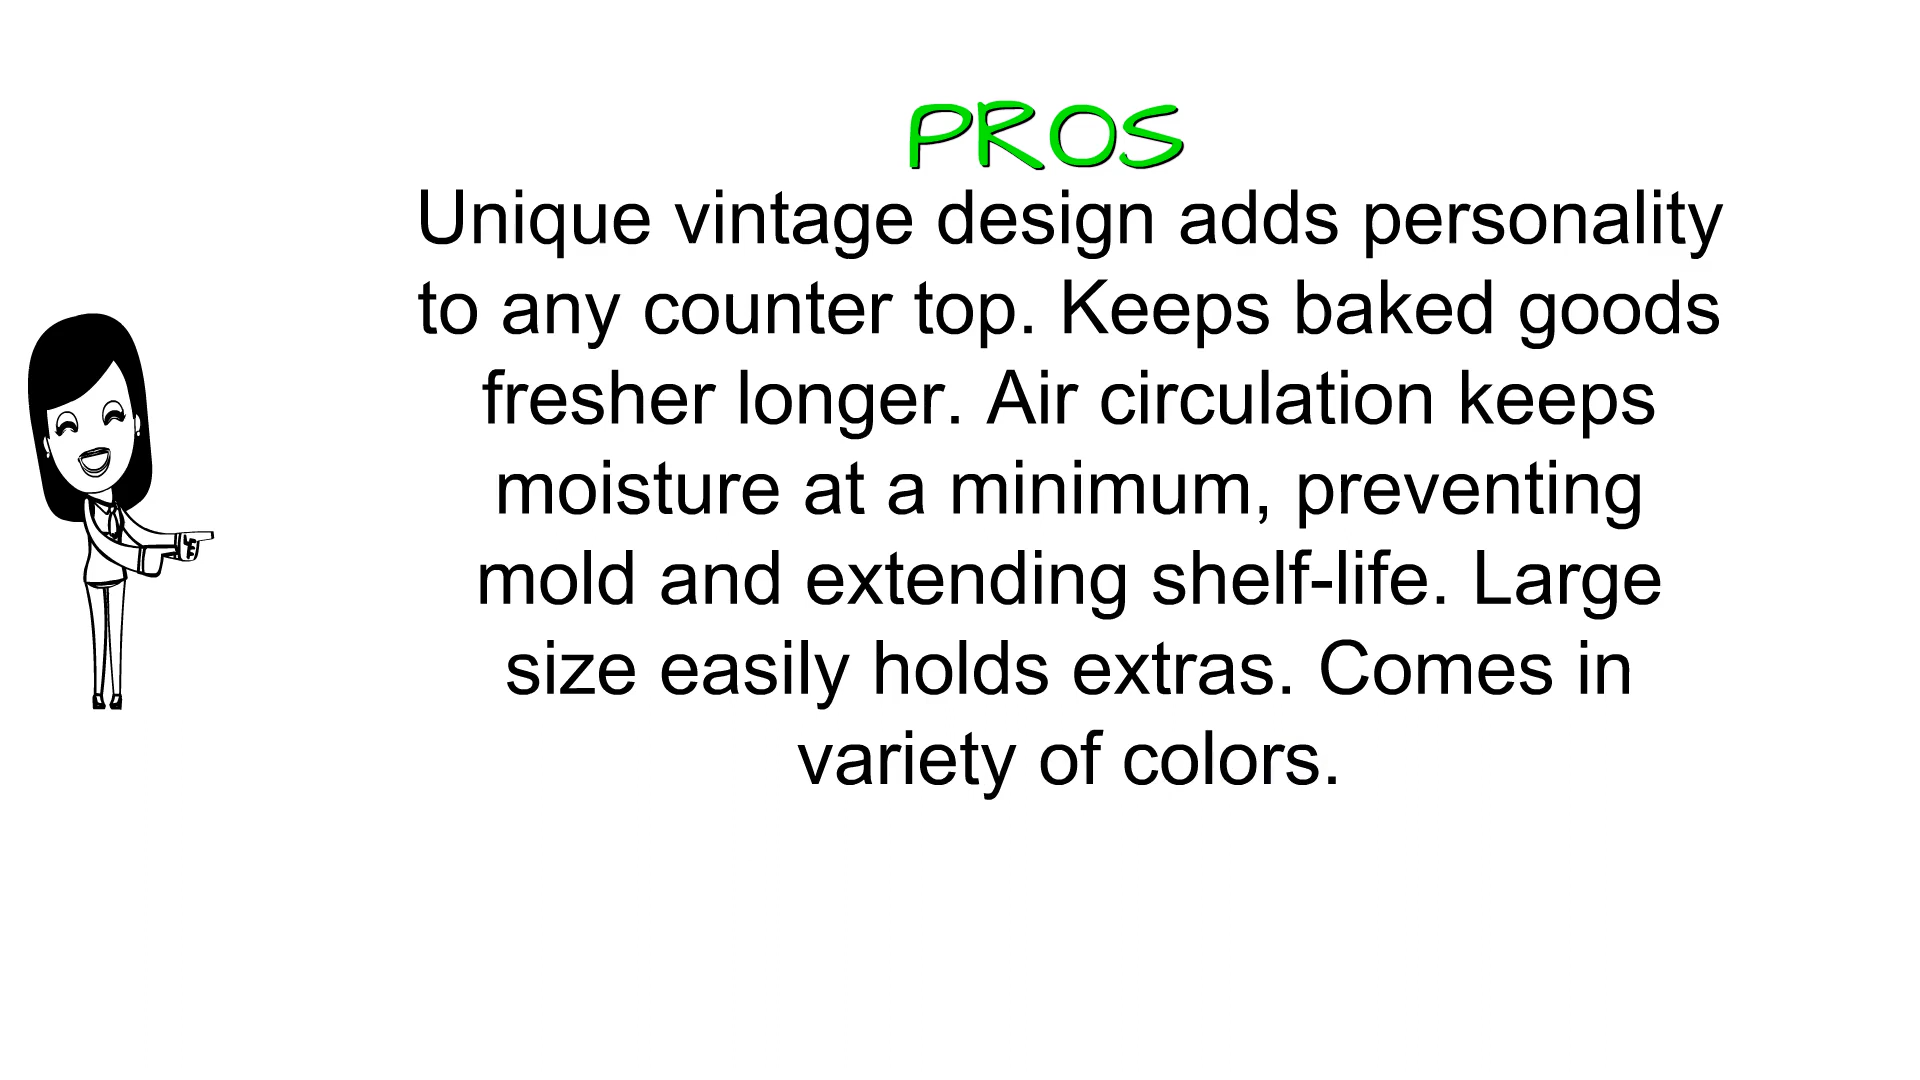 PROS
Unique vintage design adds personality
to any counter top. Keeps baked goods
fresher longer. Air circulation keeps
moisture at a minimum, preventing
mold and extending shelf-life. Large
size easily holds extras. Comes in
variety of colors.